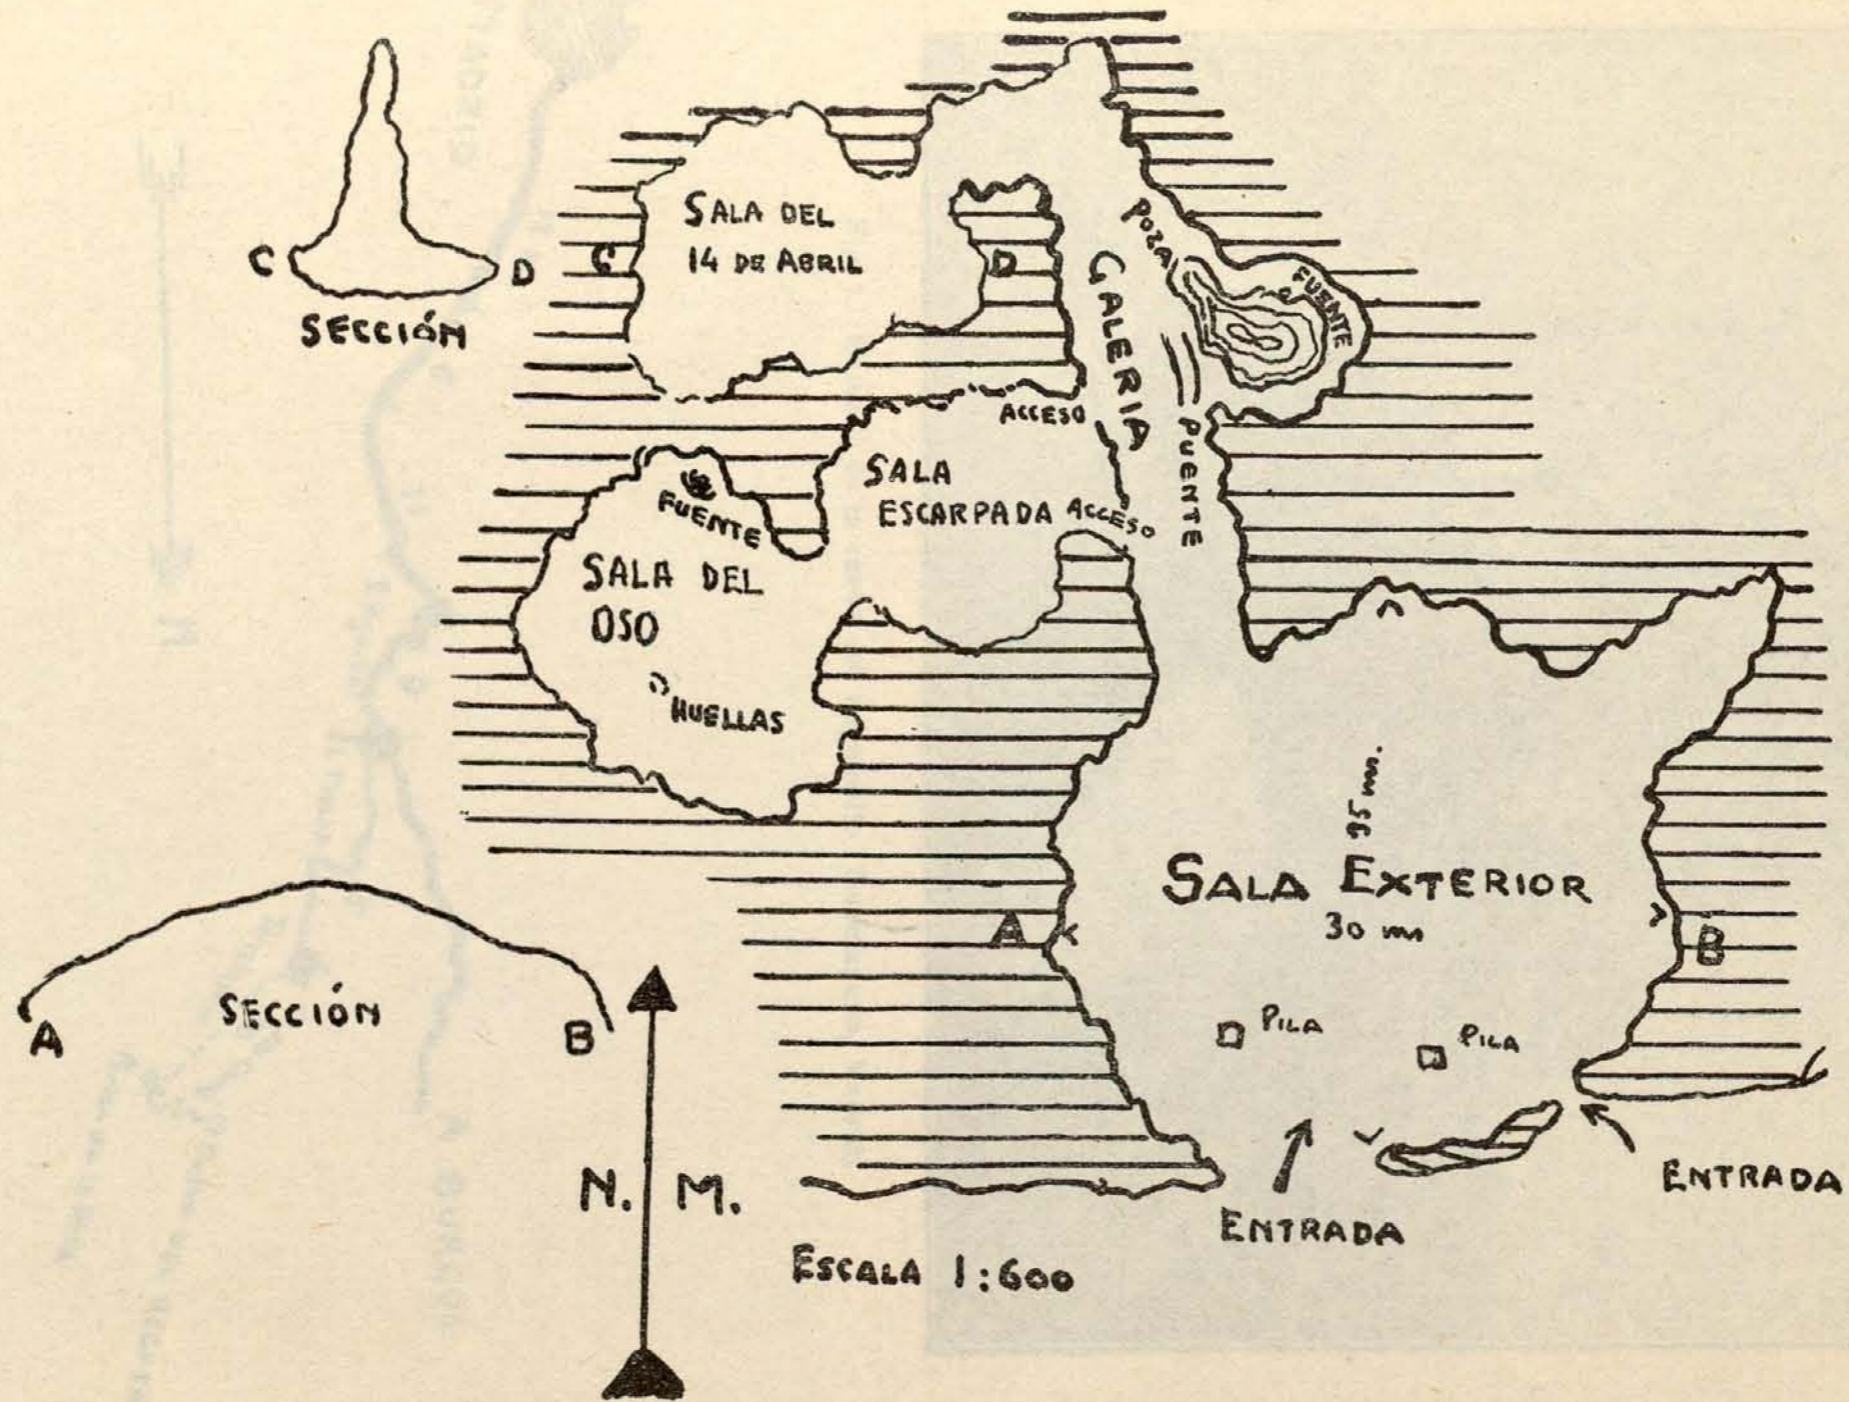 C
D
SECCIÓN
SALA DEL
14 DE ABRIL
C
D
GALERIA
POZA
FUENTE
PUENTE
ACCESO
SALA
ESCARPADA
ACCESO
FUENTE
SALA DEL
OSO
HUELLAS
SALA EXTERIOR
30 m
A
B
PILA
PILA
SECCIÓN
A
B
N. M.
ENTRADA
ENTRADA
ESCALA 1:600